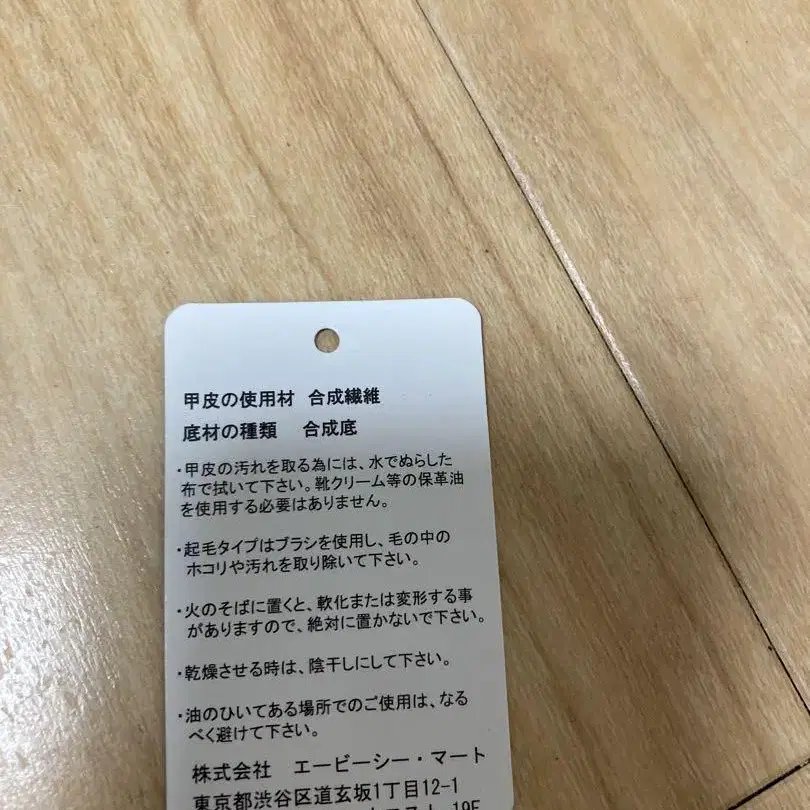 甲皮の使用材 合成繊維
底材の種類 合成底
・甲皮の汚れを取る為には、水でぬらした
布で拭いて下さい。靴クリーム等の保革油
を使用する必要はありません。
・起毛タイプはブラシを使用し、毛の中の
ホコリや汚れを取り除いて下さい。
・火のそばに置くと、軟化または変形する事
がありますので、絶対に置かないで下さい。
・乾燥させる時は、陰干しにして下さい。
・油のひいてある場所でのご使用は、なる
べく避けて下さい。
株式会社 エービーシー・マート
東京都渋谷区道玄坂1丁目12-1
19F